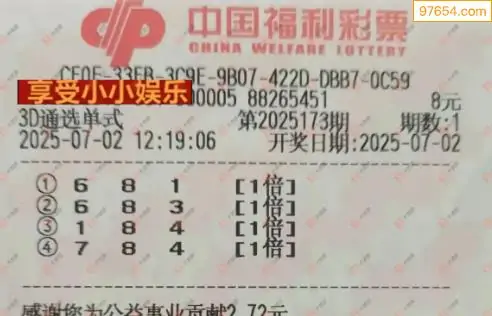 97654.com
中国福利彩票
CHINA WELFARE LOTTERY
CE0E-33EB-3C9E-9B07-422D-DBB7-0C59
享受小小娱乐 00005 88265451 8元
3D通选单式 第2025173期 期数:1
2025-07-02 12:19:06 开奖日期:2025-07-02
① 6 8 1 [1倍]
② 6 8 3 [1倍]
③ 1 8 4 [1倍]
④ 7 8 4 [1倍]
感谢您为公益事业贡献2.72元